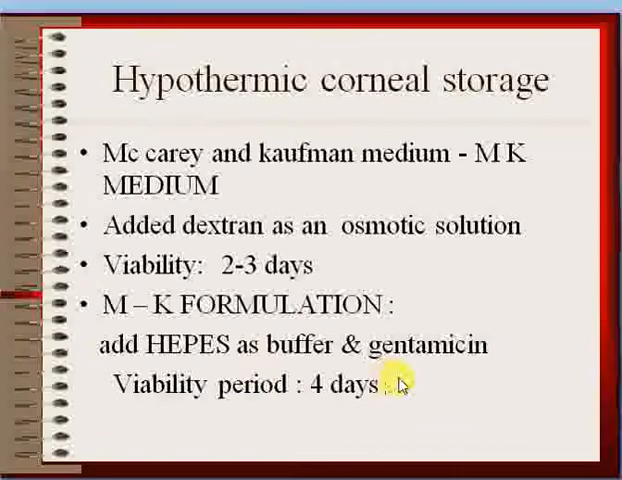 Hypothermic corneal storage
• Mc carey and kaufman medium - M K
MEDIUM
• Added dextran as an osmotic solution
• Viability: 2-3 days
• M – K FORMULATION :
add HEPES as buffer & gentamicin
Viability period : 4 days .